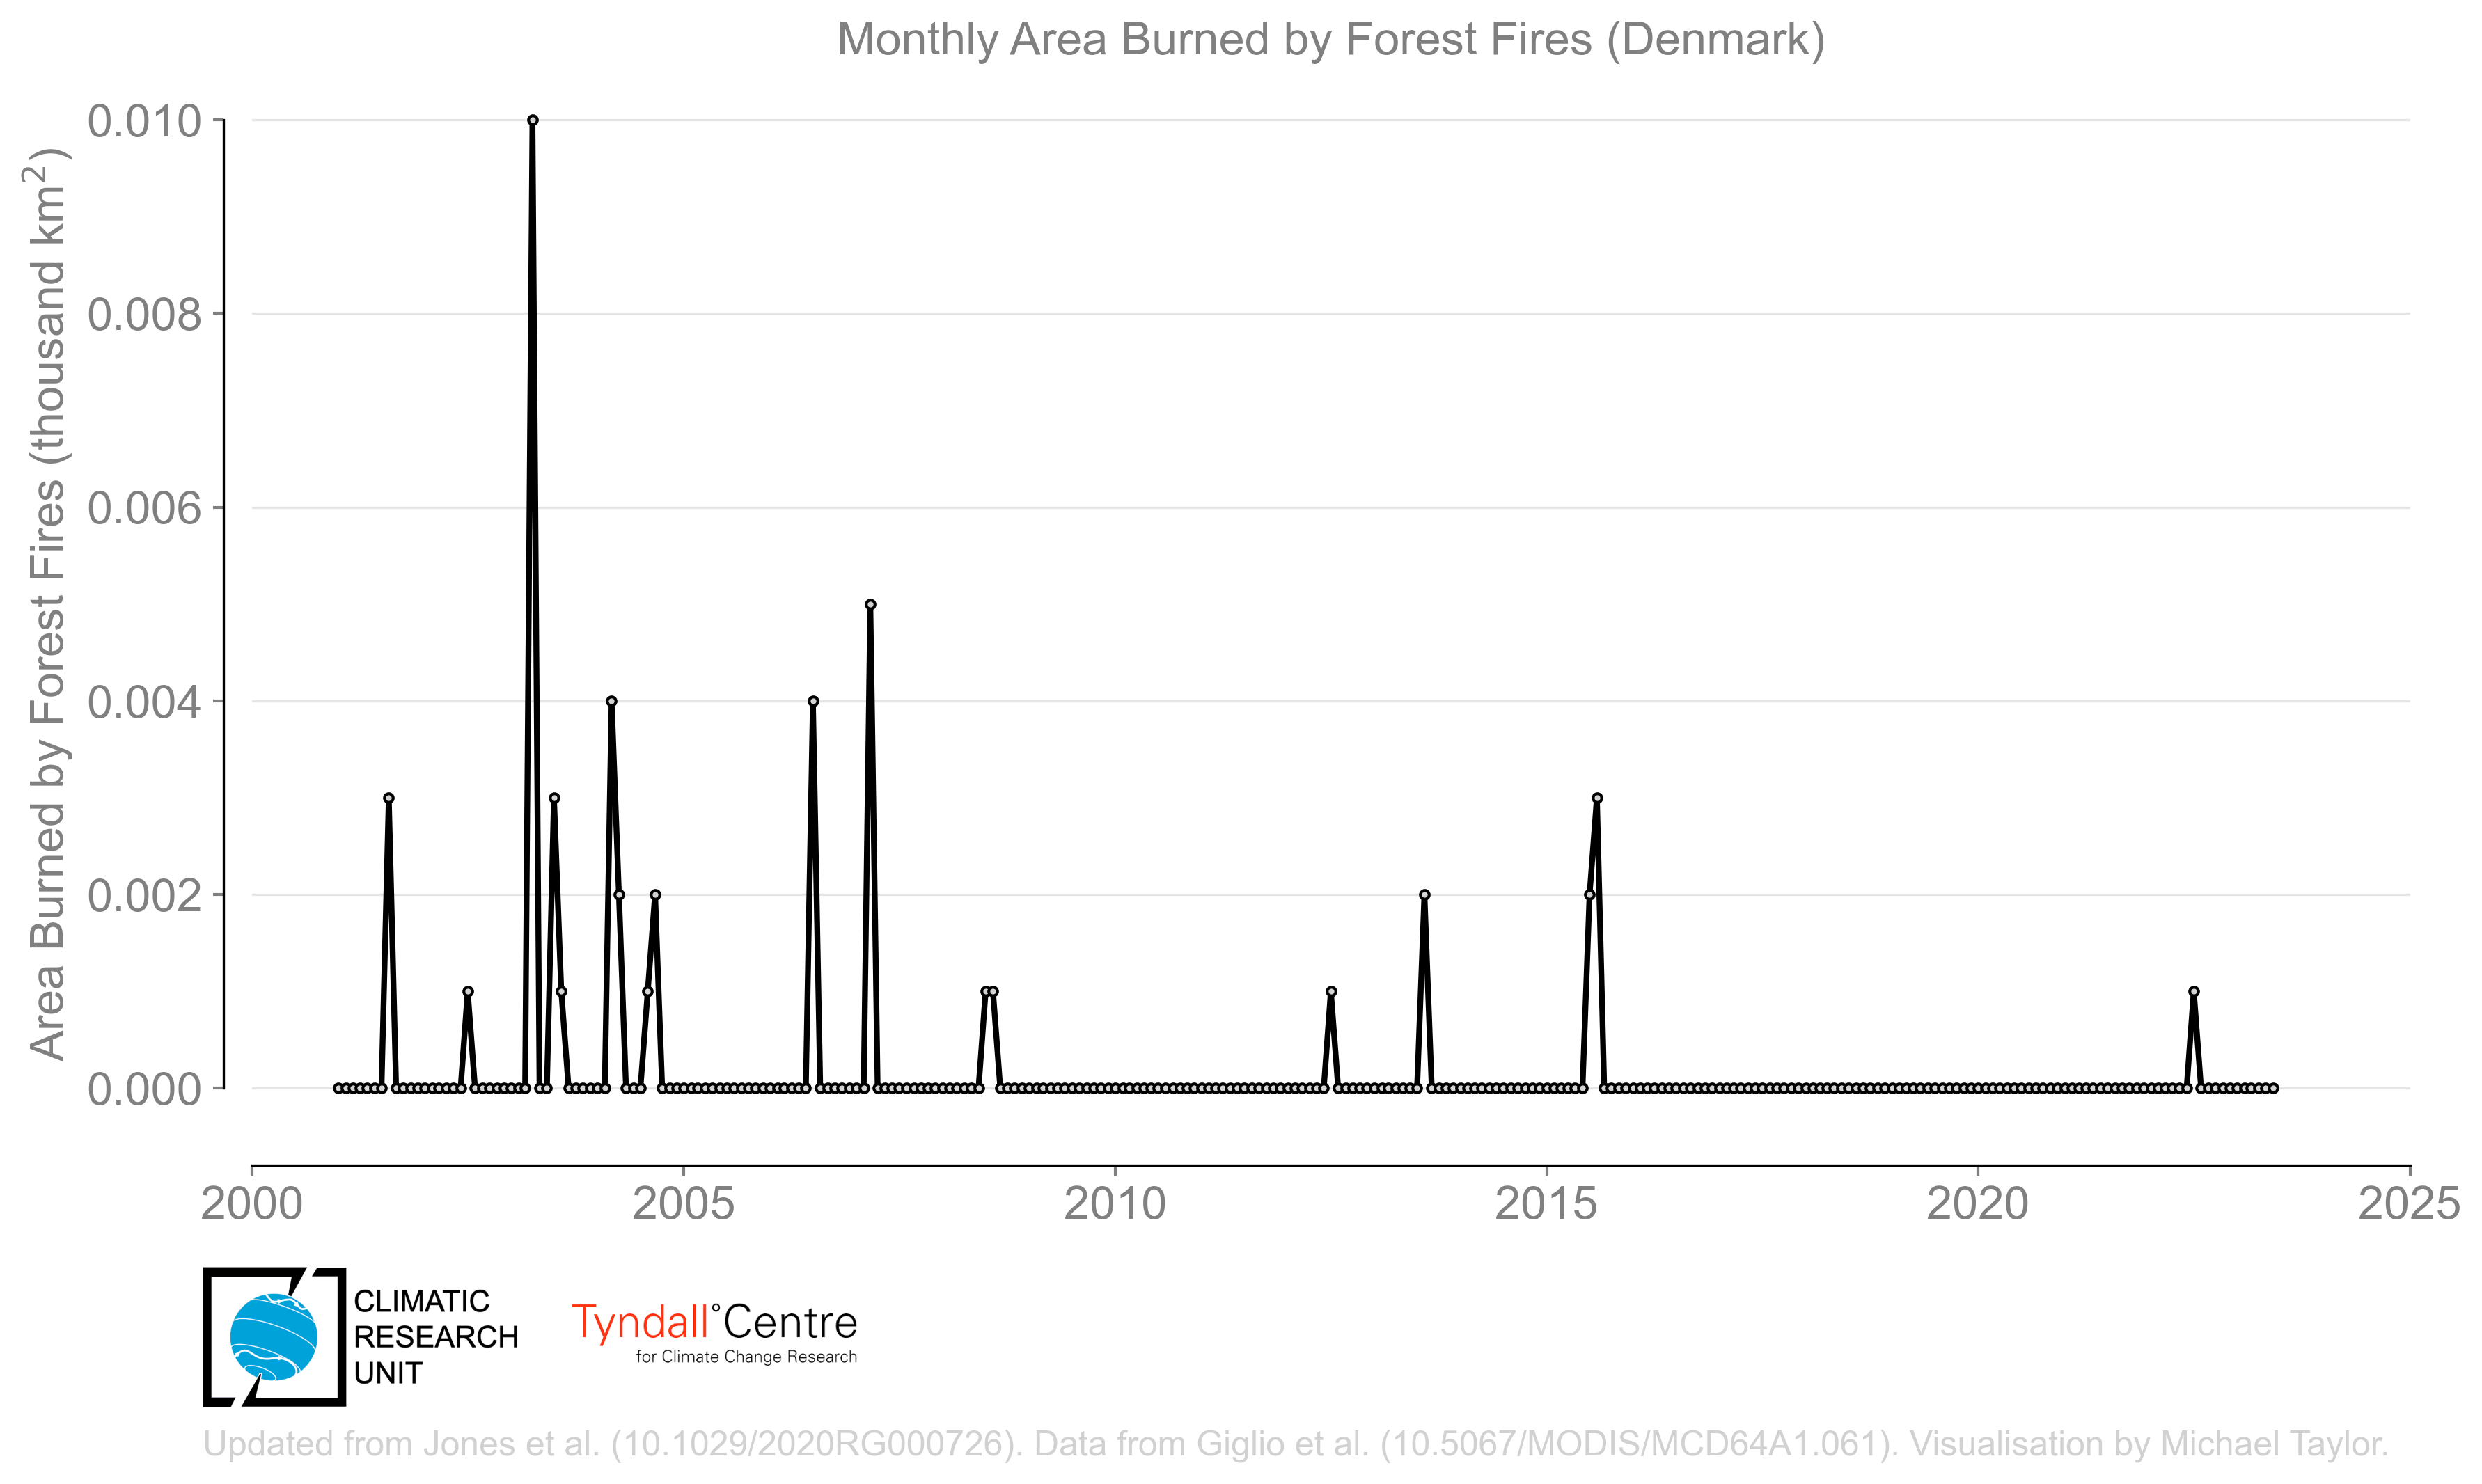 Monthly Area Burned by Forest Fires (Denmark)
Area Burned by Forest Fires (thousand km²)
0.010
0.008
0.006
0.004
0.002
0.000
2000 2005 2010 2015 2020 2025
CLIMATIC
RESEARCH
UNIT
Tyndall°Centre
for Climate Change Research
Updated from Jones et al. (10.1029/2020RG000726). Data from Giglio et al. (10.5067/MODIS/MCD64A1.061). Visualisation by Michael Taylor.